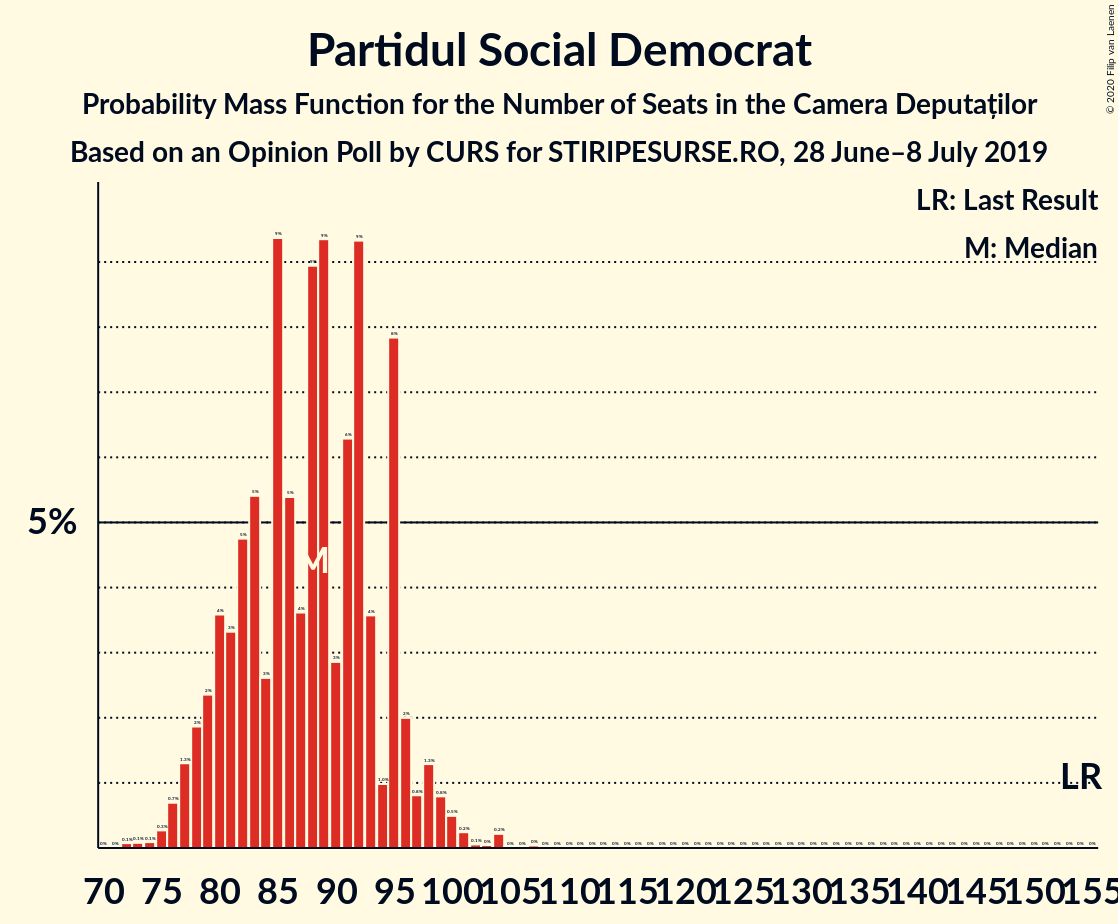 Partidul Social Democrat
Probability Mass Function for the Number of Seats in the Camera Deputaților
Based on an Opinion Poll by CURS for STIRIPESURSE.RO, 28 June–8 July 2019
© 2020 Filip van Laenen
LR: Last Result
M: Median
5%
M
LR
70 75 80 85 90 95 100 105 110 115 120 125 130 135 140 145 150 155